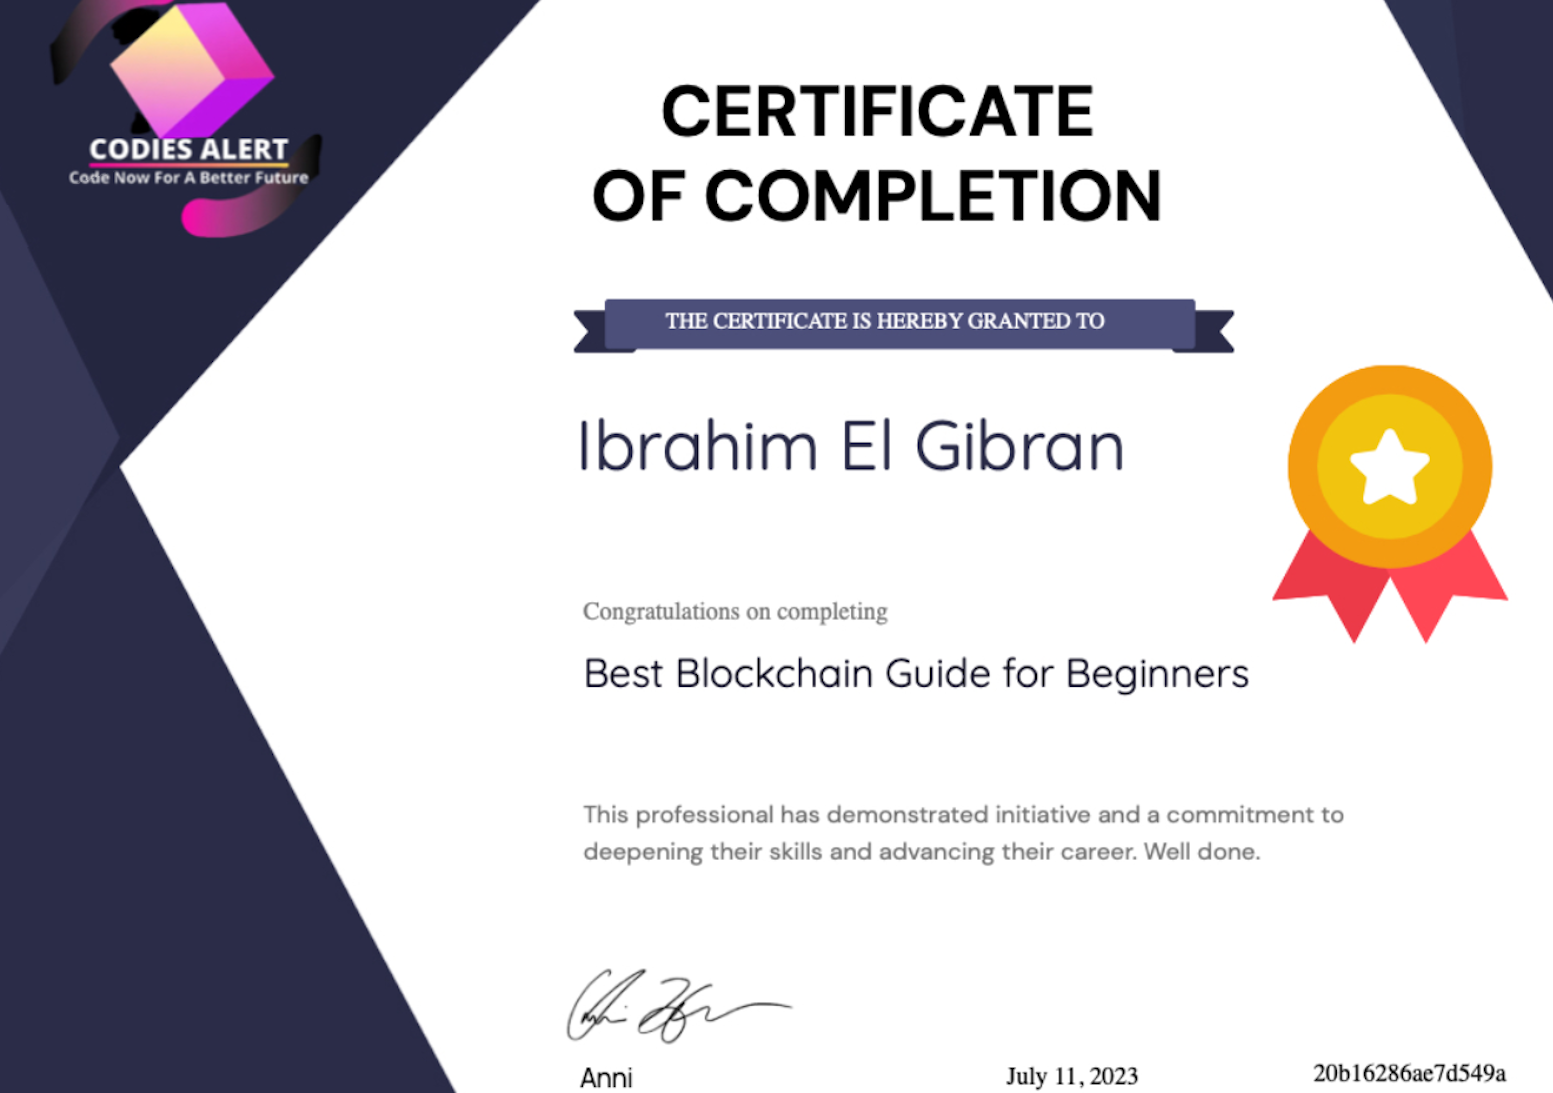 CODIES ALERT
Code Now For A Better Future
CERTIFICATE
OF COMPLETION
THE CERTIFICATE IS HEREBY GRANTED TO
Ibrahim El Gibran
Congratulations on completing
Best Blockchain Guide for Beginners
This professional has demonstrated initiative and a commitment to
deepening their skills and advancing their career. Well done.
Anni
July 11, 2023
20b16286ae7d549a